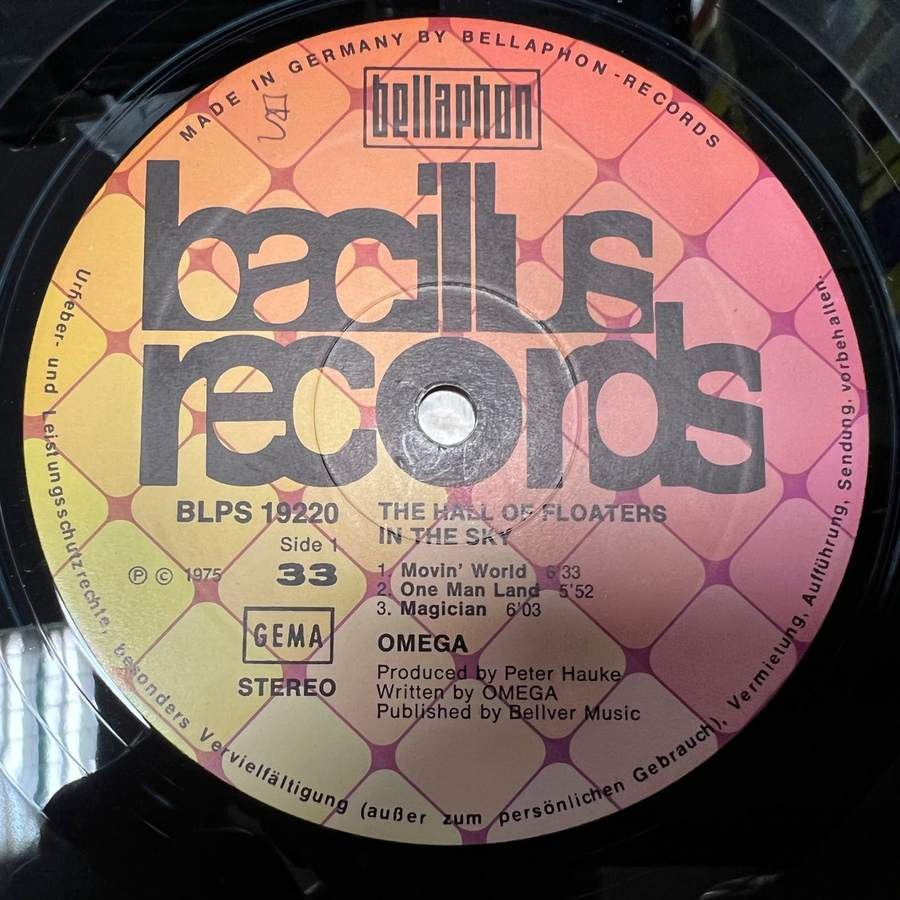 MADE IN GERMANY BY BELLAPHON-RECORDS
bellaphon
bacillus
records
BLPS 19220
Side 1
33
℗ © 1975
GEMA
STEREO
THE HALL OF FLOATERS
IN THE SKY
1. Movin' World 6'33
2. One Man Land 5'52
3. Magician 6'03
OMEGA
Produced by Peter Hauke
Written by OMEGA
Published by Bellver Music
Urheber- und Leistungsschutzrechte, besonders Vervielfältigung (außer zum persönlichen Gebrauch), Vermietung, Aufführung, Sendung, vorbehalten.